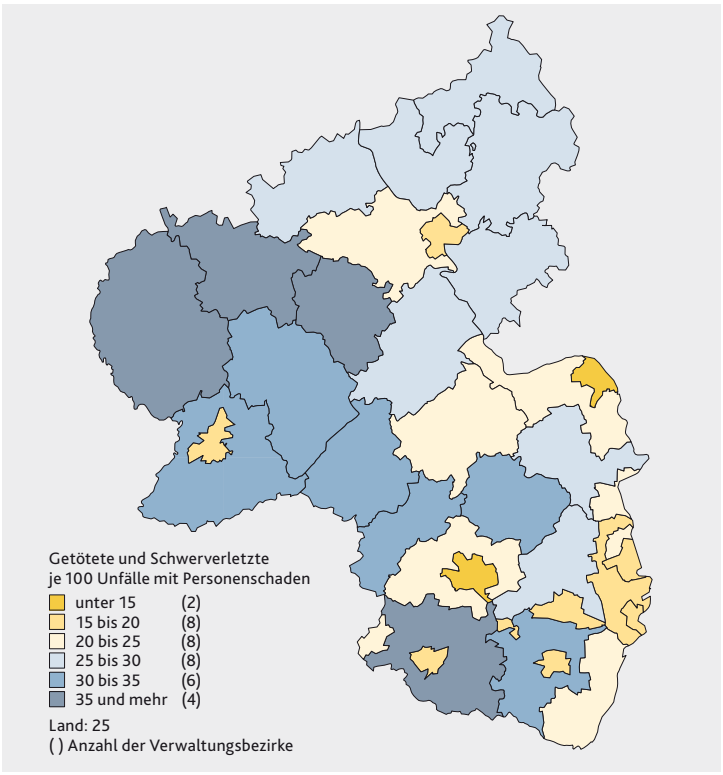 Getötete und Schwerverletzte
je 100 Unfälle mit Personenschaden
unter 15 (2)
15 bis 20 (8)
20 bis 25 (8)
25 bis 30 (8)
30 bis 35 (6)
35 und mehr (4)
Land: 25
( ) Anzahl der Verwaltungsbezirke